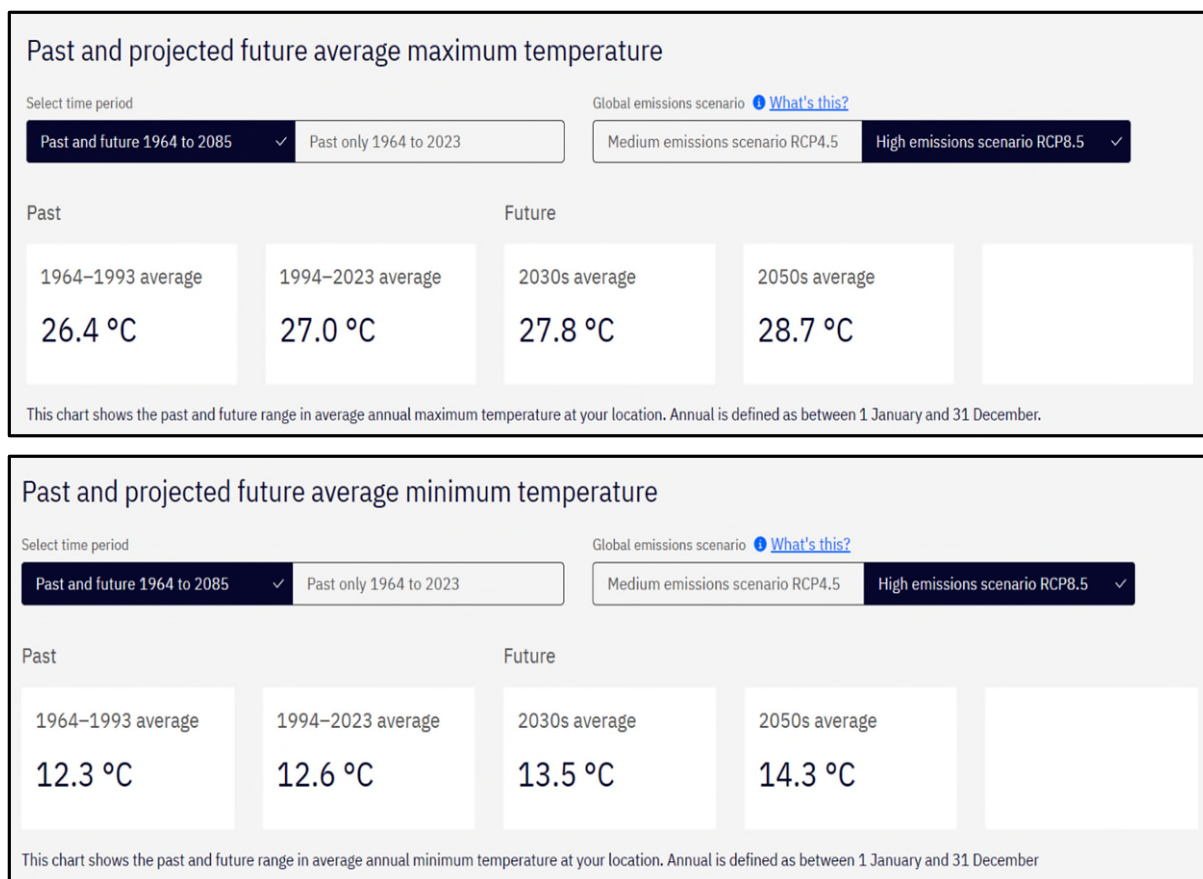 Past and projected future average maximum temperature
Select time period
Global emissions scenario What's this?
Past and future 1964 to 2085
Past only 1964 to 2023
Medium emissions scenario RCP4.5
High emissions scenario RCP8.5
Past
Future
1964–1993 average
1994–2023 average
2030s average
2050s average
26.4 °C
27.0 °C
27.8 °C
28.7 °C
This chart shows the past and future range in average annual maximum temperature at your location. Annual is defined as between 1 January and 31 December.
Past and projected future average minimum temperature
Select time period
Global emissions scenario What's this?
Past and future 1964 to 2085
Past only 1964 to 2023
Medium emissions scenario RCP4.5
High emissions scenario RCP8.5
Past
Future
1964–1993 average
1994–2023 average
2030s average
2050s average
12.3 °C
12.6 °C
13.5 °C
14.3 °C
This chart shows the past and future range in average annual minimum temperature at your location. Annual is defined as between 1 January and 31 December